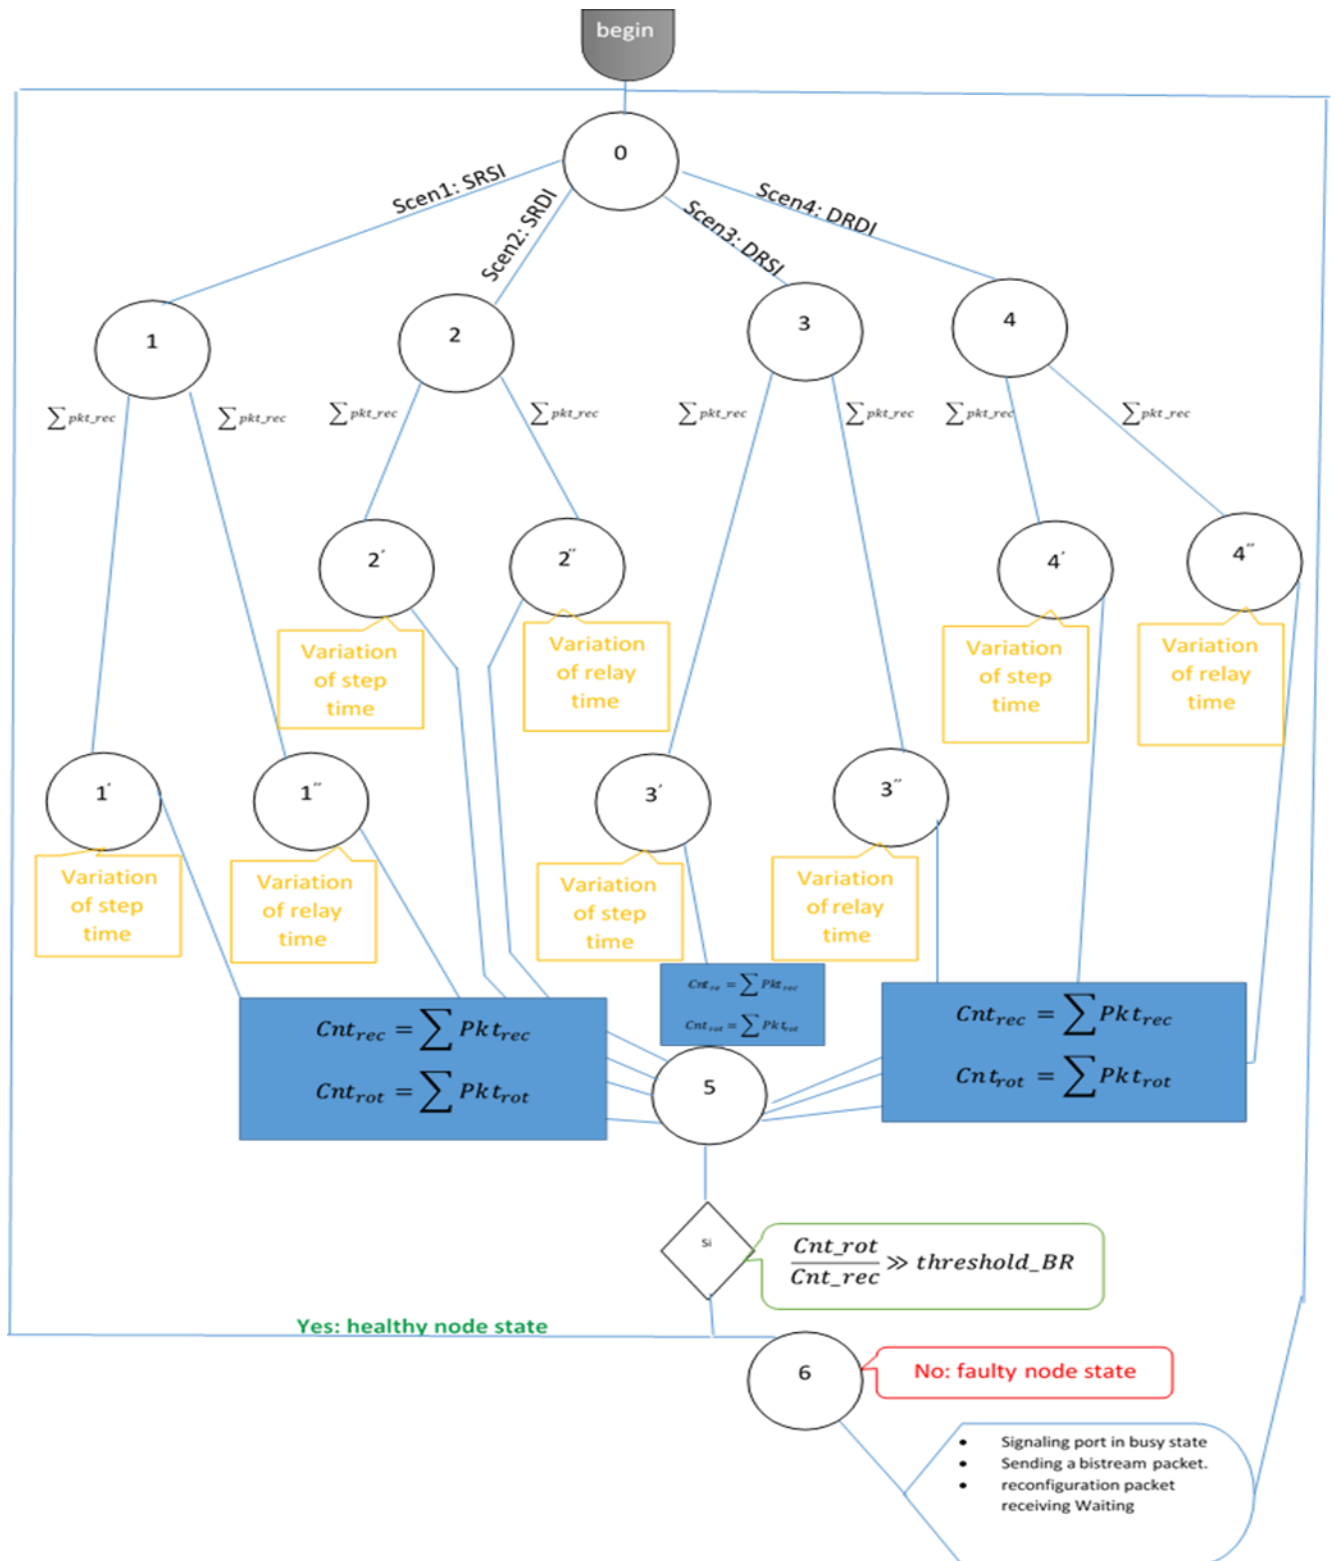 begin
0
Scen1: SRSI
Scen2: SRDI
Scen3: DRSI
Scen4: DRDI
1
2
3
4
∑pkt_rec
∑pkt_rec
∑pkt_rec
∑pkt_rec
∑pkt_rec
∑pkt_rec
∑pkt_rec
∑pkt_rec
2′
2″
4′
4″
Variation
of step
time
Variation
of relay
time
Variation
of step
time
Variation
of relay
time
1′
1″
3′
3″
Variation
of step
time
Variation
of relay
time
Variation
of step
time
Variation
of relay
time
Cnt_re = ∑Pkt_rec
Cnt_rot = ∑Pkt_rot
Cnt_rec = ∑Pkt_rec
Cnt_rot = ∑Pkt_rot
Cnt_rec = ∑Pkt_rec
Cnt_rot = ∑Pkt_rot
5
Si
Cnt_rot/Cnt_rec ≫ threshold_BR
Yes: healthy node state
6
No: faulty node state
• Signaling port in busy state
• Sending a bistream packet.
• reconfiguration packet
receiving Waiting